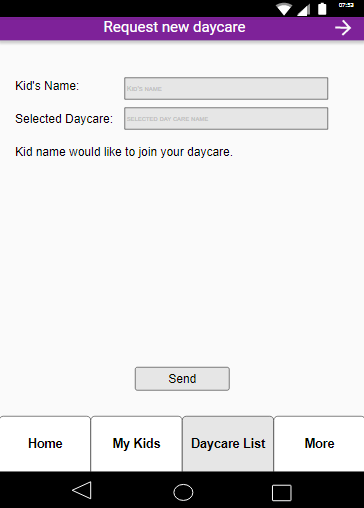 07:53
Request new daycare
Kid's Name:
KID'S NAME
Selected Daycare:
SELECTED DAY CARE NAME
Kid name would like to join your daycare.
Send
Home
My Kids
Daycare List
More